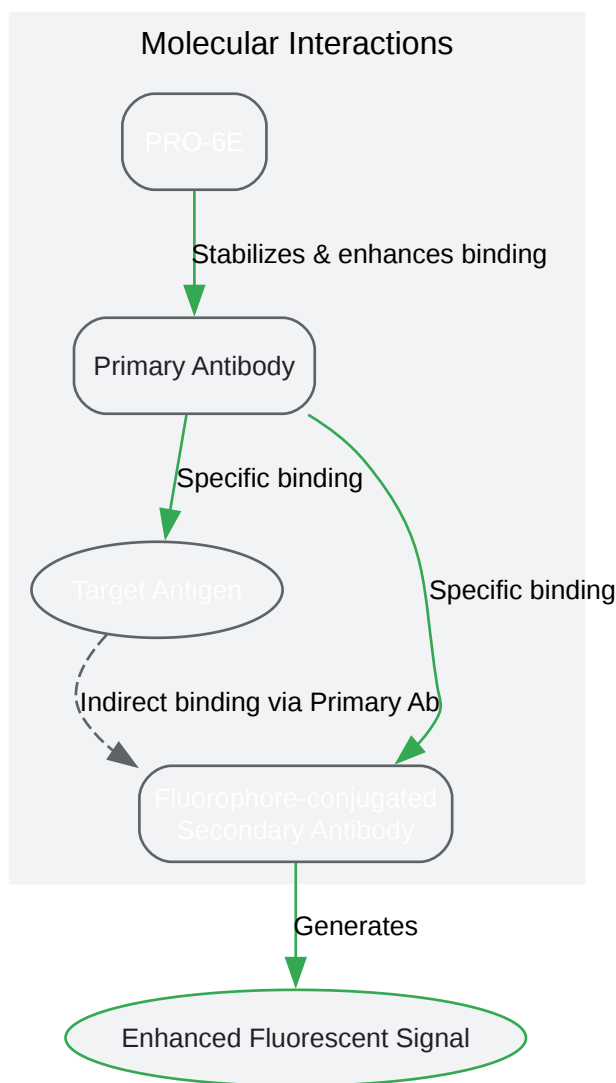 Molecular Interactions
PRO-6E
Stabilizes & enhances binding
Primary Antibody
Specific binding
Target Antigen
Specific binding
Indirect binding via Primary Ab
Fluorophore-conjugated
Secondary Antibody
Generates
Enhanced Fluorescent Signal